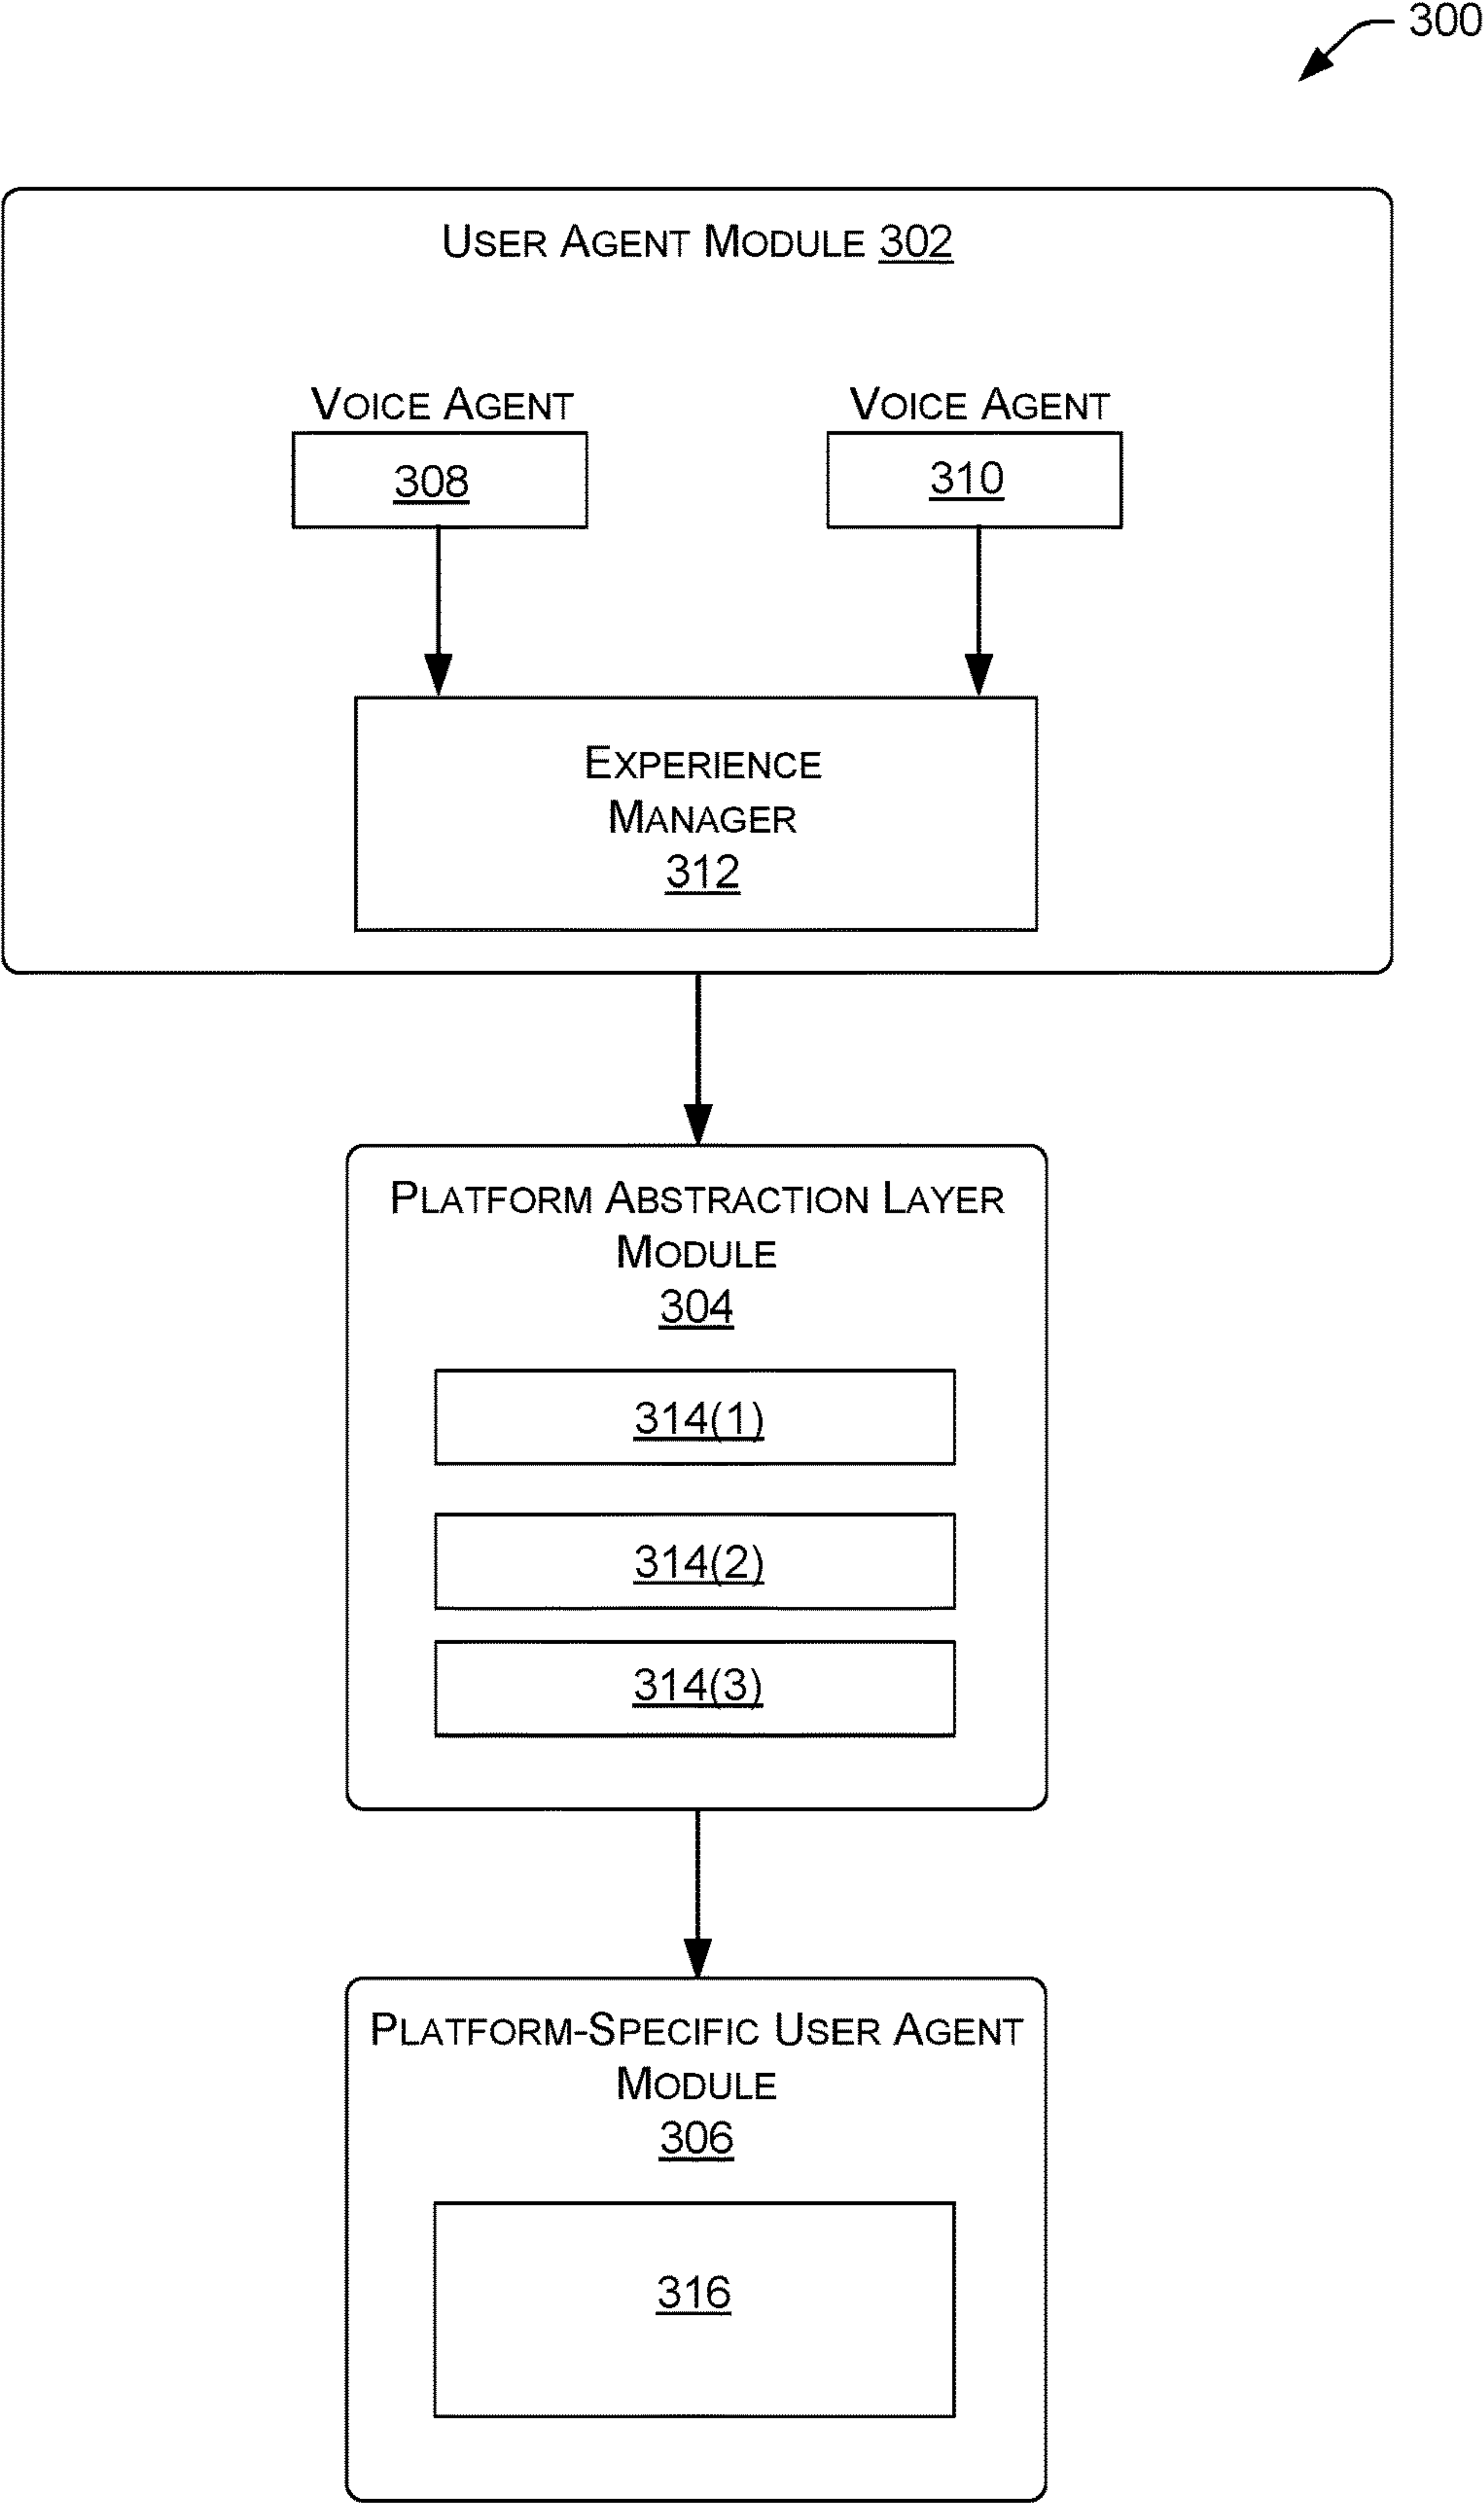 300
User Agent Module 302
Voice Agent
Voice Agent
308
310
Experience
Manager
312
Platform Abstraction Layer
Module
304
314(1)
314(2)
314(3)
Platform-Specific User Agent
Module
306
316